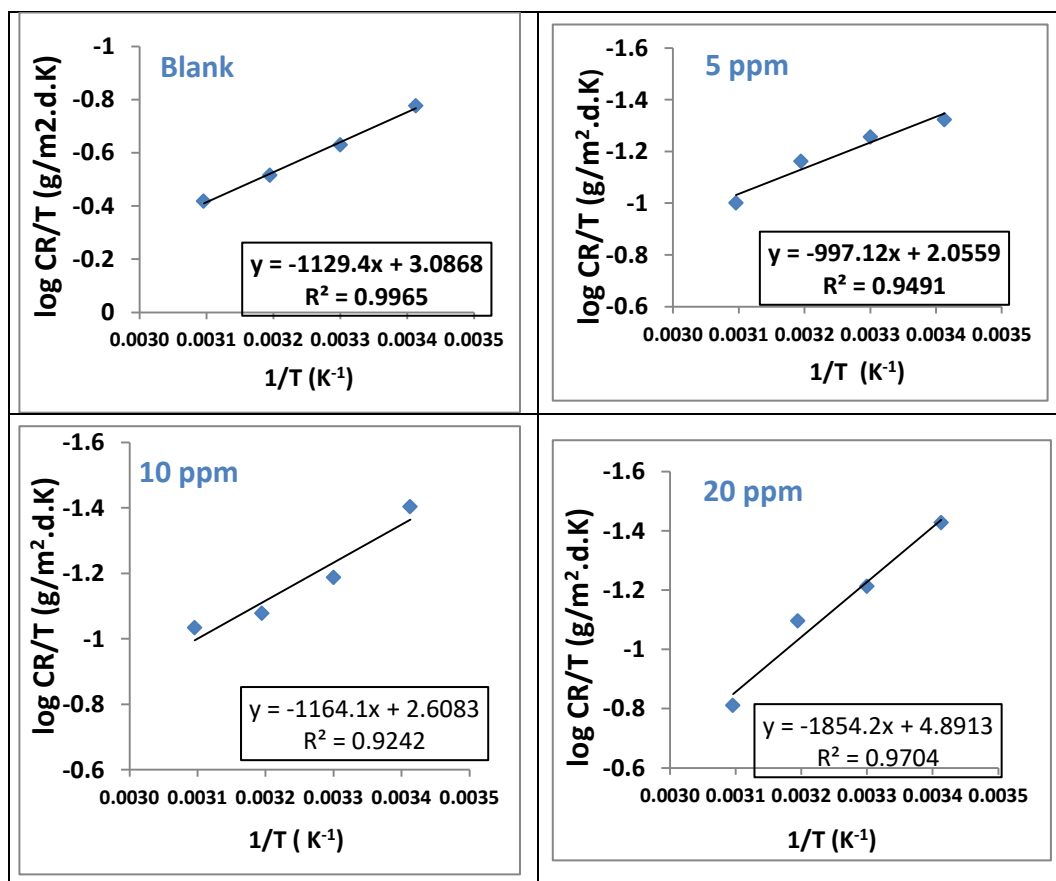 Blank
log CR/T (g/m2.d.K)
-1
-0.8
-0.6
-0.4
-0.2
0
y = -1129.4x + 3.0868
R² = 0.9965
0.0030 0.0031 0.0032 0.0033 0.0034 0.0035
1/T (K⁻¹)
5 ppm
log CR/T (g/m².d.K)
-1.6
-1.4
-1.2
-1
-0.8
-0.6
y = -997.12x + 2.0559
R² = 0.9491
0.0030 0.0031 0.0032 0.0033 0.0034 0.0035
1/T (K⁻¹)
10 ppm
log CR/T (g/m².d.K)
-1.6
-1.4
-1.2
-1
-0.8
-0.6
y = -1164.1x + 2.6083
R² = 0.9242
0.0030 0.0031 0.0032 0.0033 0.0034 0.0035
1/T ( K⁻¹)
20 ppm
log CR/T (g/m².d.K)
-1.6
-1.4
-1.2
-1
-0.8
-0.6
y = -1854.2x + 4.8913
R² = 0.9704
0.0030 0.0031 0.0032 0.0033 0.0034 0.0035
1/T (K⁻¹)